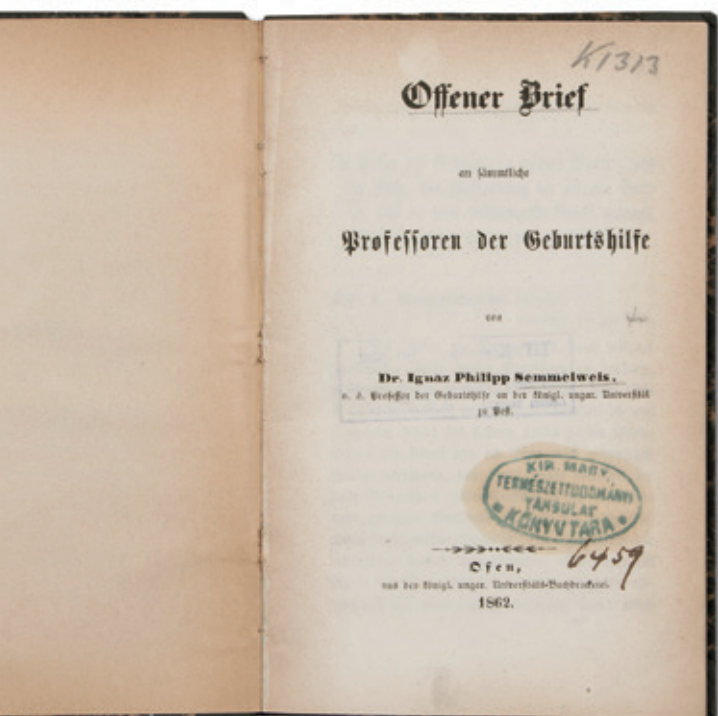 K1313
Offener Brief
an sämmtliche
Professoren der Geburtshilfe
von
Dr. Ignaz Philipp Semmelweis,
o. ö. Professor der Geburtshilfe an der königl. ungar. Universität
zu Pest.
KIR. MAGY.
TERMÉSZETTUDOMÁNYI
TÁRSULAT
KÖNYVTÁRA
6459
Ofen,
aus der königl. ungar. Universitäts-Buchdruckerei.
1862.